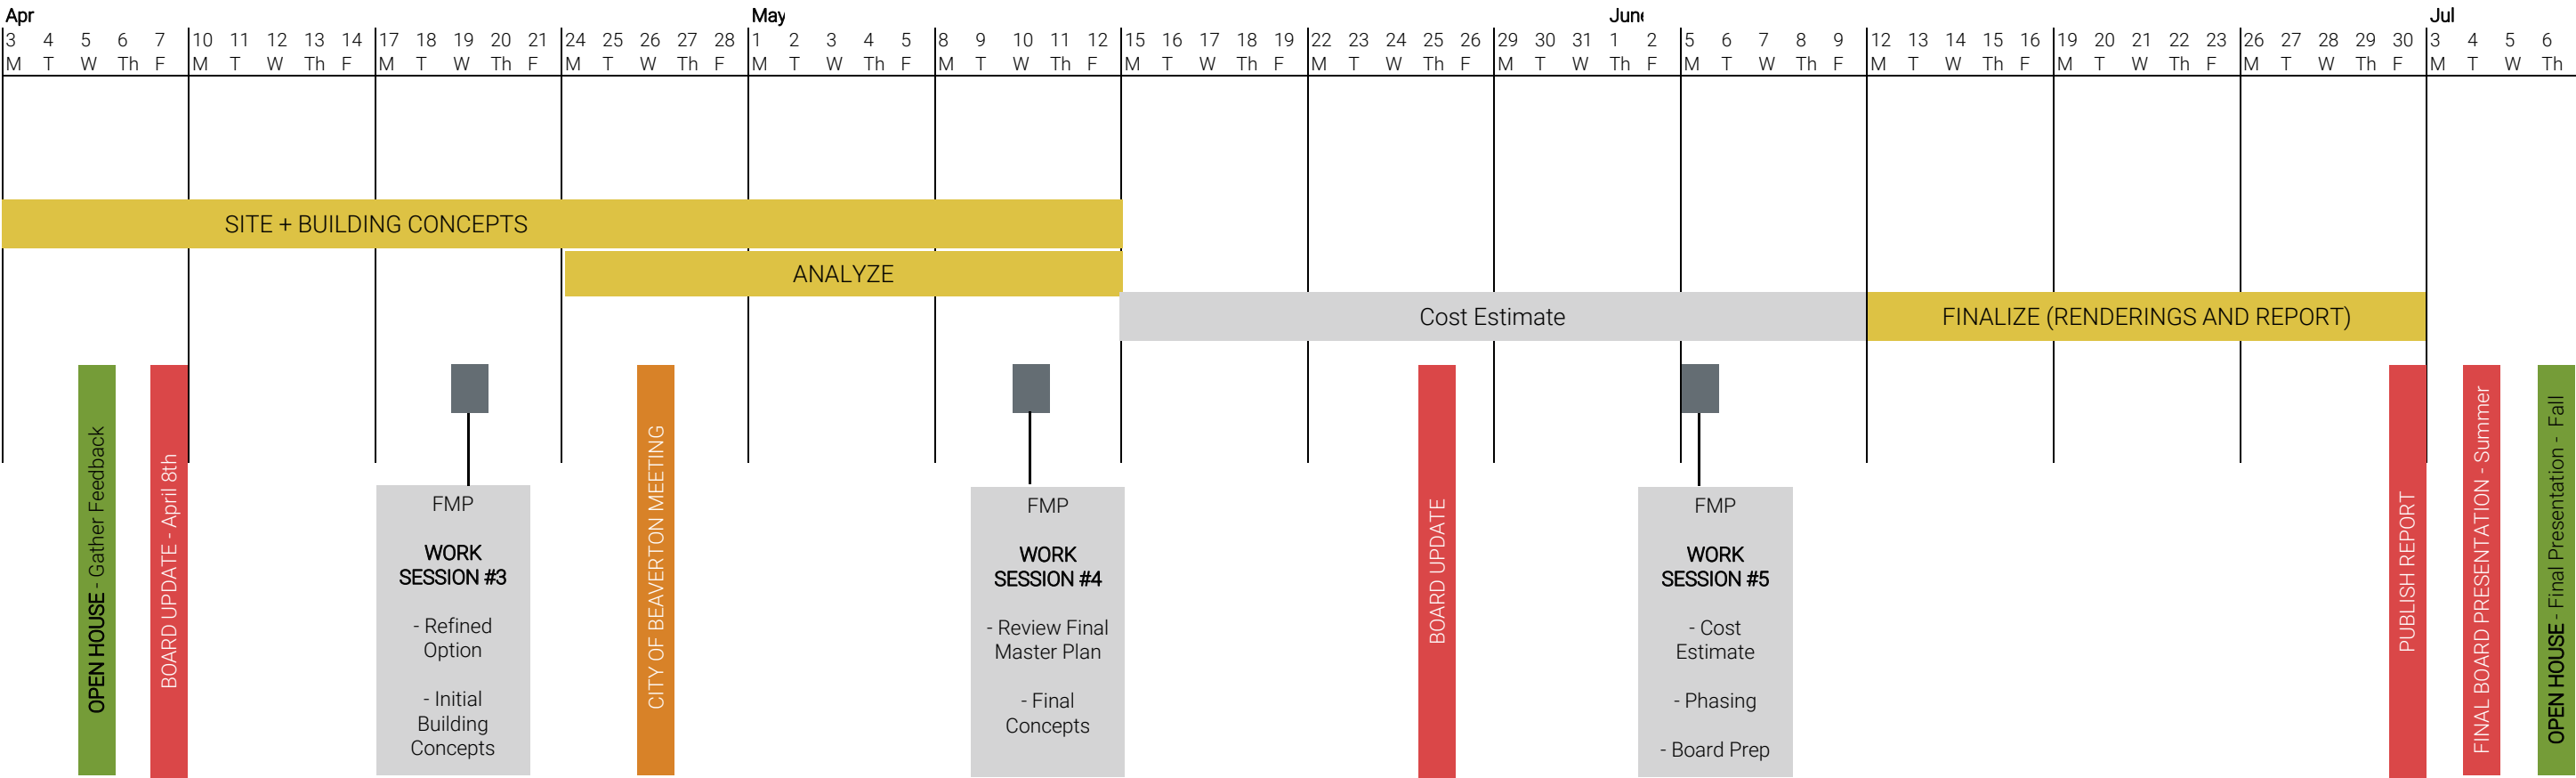 Apr May June Jul
3 4 5 6 7 10 11 12 13 14 17 18 19 20 21 24 25 26 27 28 1 2 3 4 5 8 9 10 11 12 15 16 17 18 19 22 23 24 25 26 29 30 31 1 2 5 6 7 8 9 12 13 14 15 16 19 20 21 22 23 26 27 28 29 30 3 4 5 6
M T W Th F M T W Th F M T W Th F M T W Th F M T W Th F M T W Th F M T W Th F M T W Th F M T W Th F M T W Th F M T W Th F M T W Th F M T W Th F M T W Th
SITE + BUILDING CONCEPTS
ANALYZE
Cost Estimate
FINALIZE (RENDERINGS AND REPORT)
OPEN HOUSE - Gather Feedback
BOARD UPDATE - April 8th
FMP
WORK
SESSION #3
- Refined
Option
- Initial
Building
Concepts
CITY OF BEAVERTON MEETING
FMP
WORK
SESSION #4
- Review Final
Master Plan
- Final
Concepts
BOARD UPDATE
FMP
WORK
SESSION #5
- Cost
Estimate
- Phasing
- Board Prep
PUBLISH REPORT
FINAL BOARD PRESENTATION - Summer
OPEN HOUSE - Final Presentation - Fall